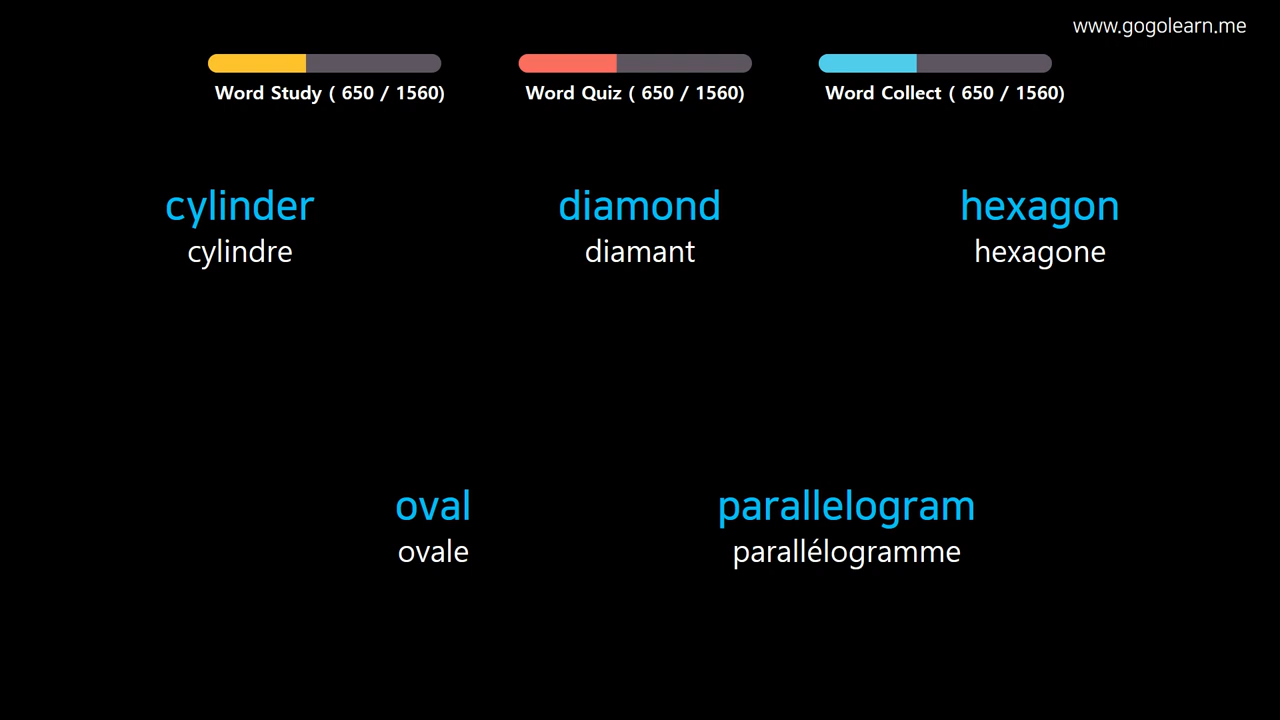 www.gogolearn.me
Word Study ( 650 / 1560)
Word Quiz ( 650 / 1560)
Word Collect ( 650 / 1560)
cylinder
cylindre
diamond
diamant
hexagon
hexagone
oval
ovale
parallelogram
parallélogramme